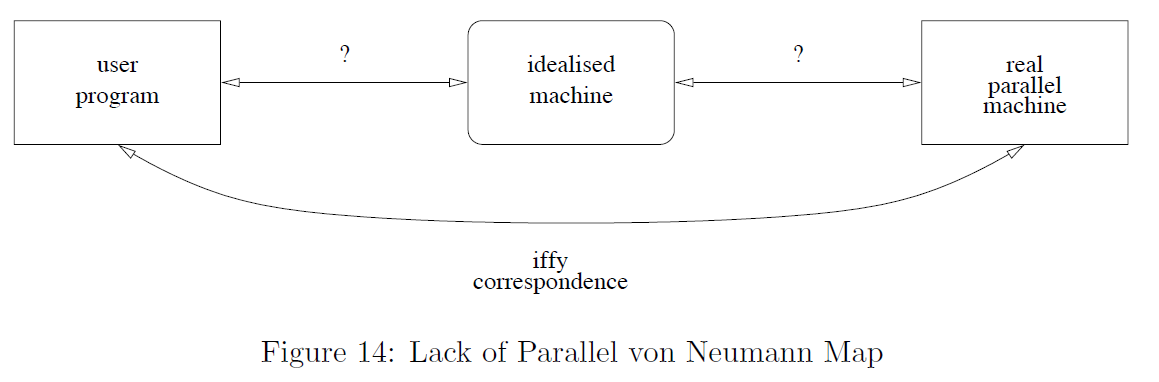 ?
?
user
program
idealised
machine
real
parallel
machine
iffy
correspondence
Figure 14: Lack of Parallel von Neumann Map